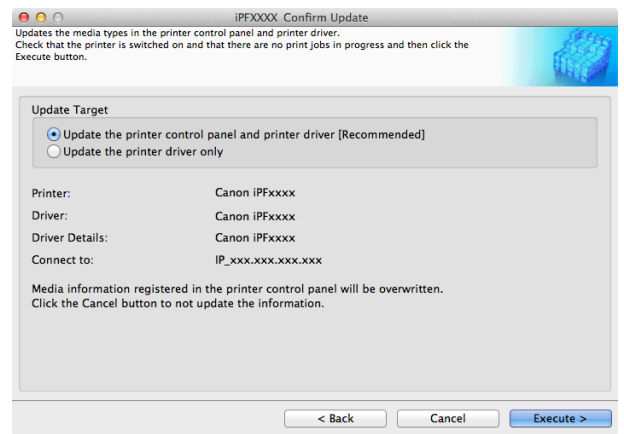 iPFXXXX Confirm Update
Updates the media types in the printer control panel and printer driver.
Check that the printer is switched on and that there are no print jobs in progress and then click the
Execute button.
Update Target
Update the printer control panel and printer driver [Recommended]
Update the printer driver only
Printer: Canon iPFxxxx
Driver: Canon iPFxxxx
Driver Details: Canon iPFxxxx
Connect to: IP_xxx.xxx.xxx.xxx
Media information registered in the printer control panel will be overwritten.
Click the Cancel button to not update the information.
< Back Cancel Execute >